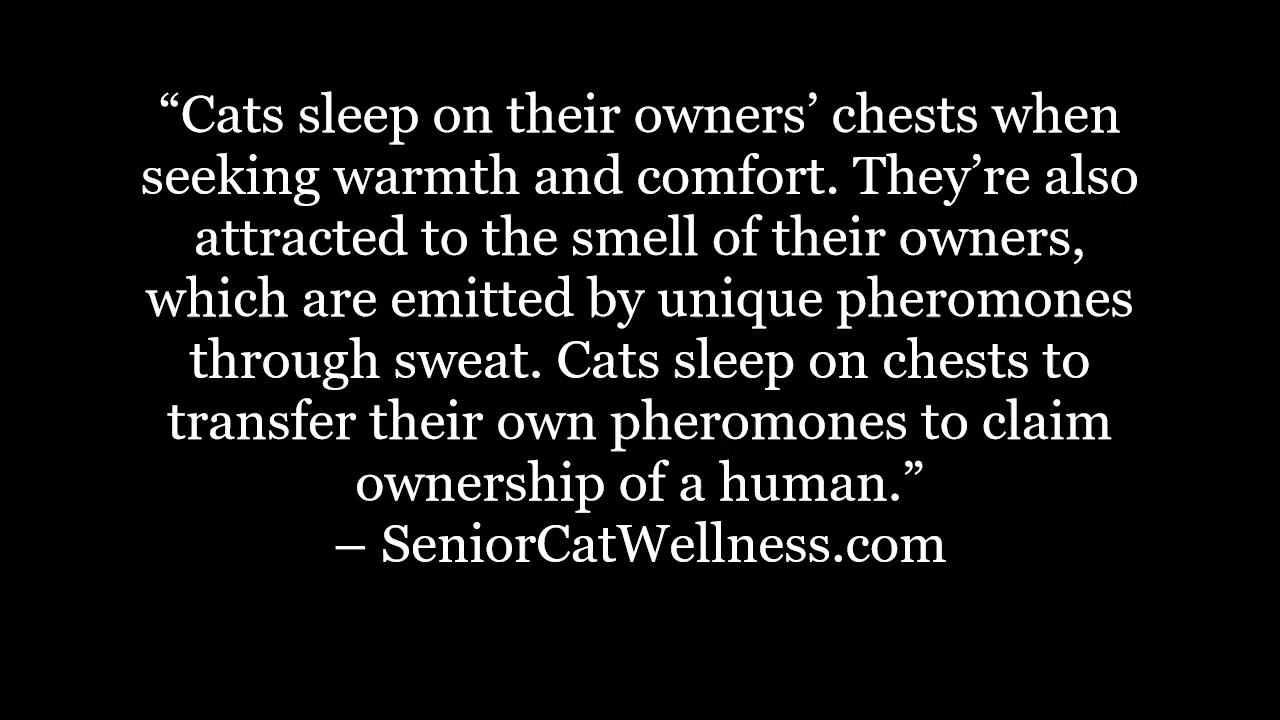 “Cats sleep on their owners’ chests when
seeking warmth and comfort. They’re also
attracted to the smell of their owners,
which are emitted by unique pheromones
through sweat. Cats sleep on chests to
transfer their own pheromones to claim
ownership of a human.”
– SeniorCatWellness.com